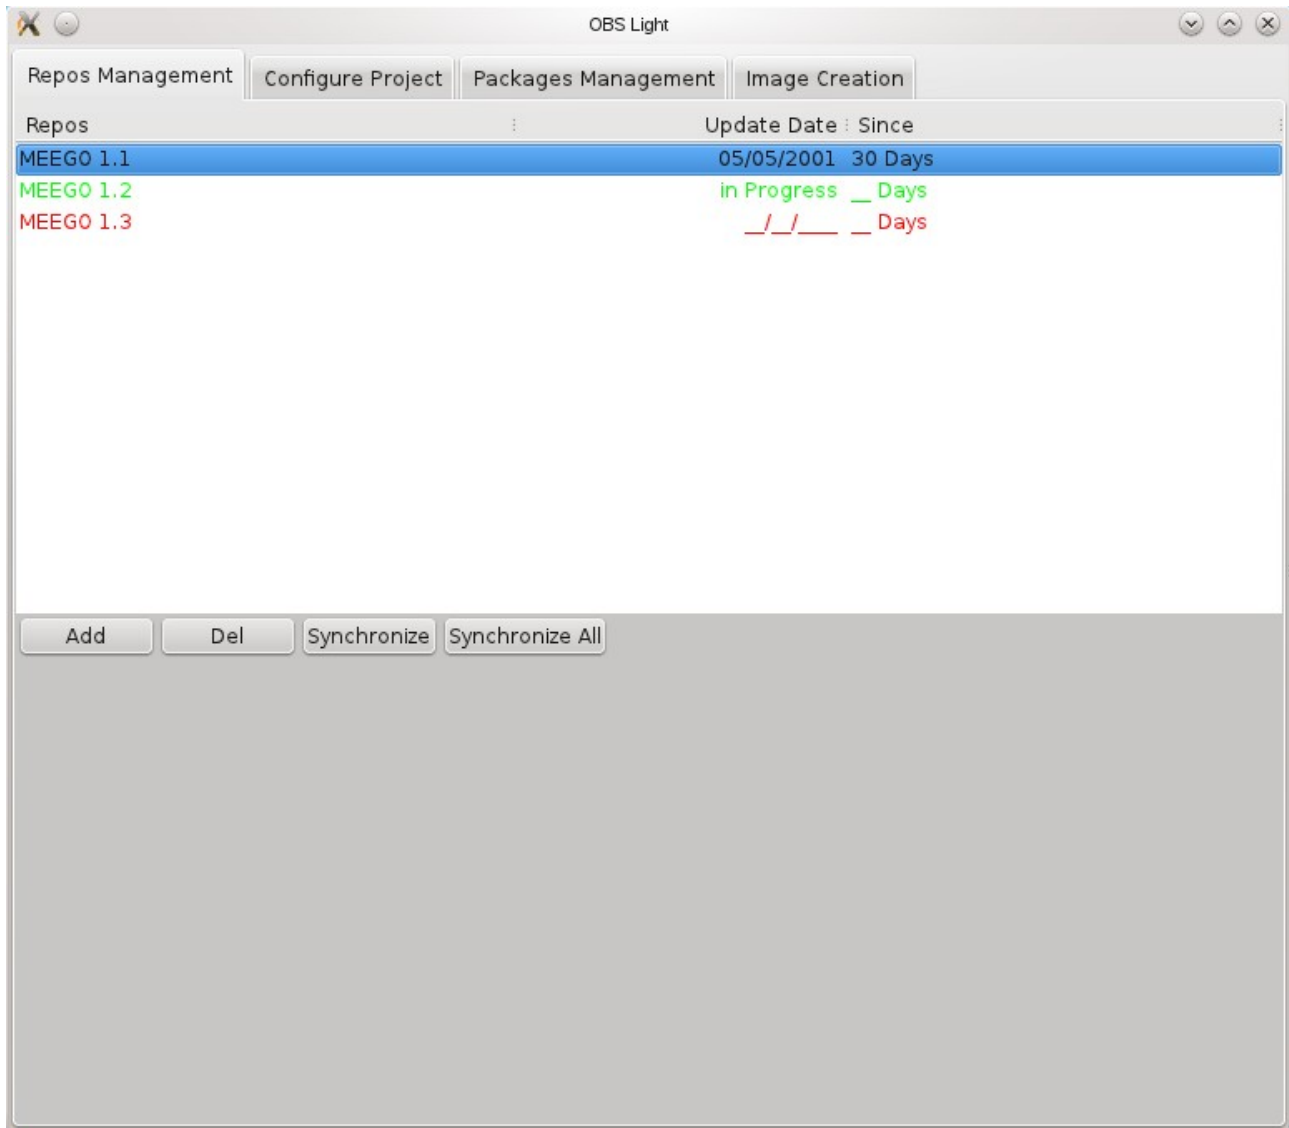 OBS Light
Repos Management Configure Project Packages Management Image Creation
Repos Update Date Since
MEEGO 1.1 05/05/2001 30 Days
MEEGO 1.2 in Progress __ Days
MEEGO 1.3 __/__/____ __ Days
Add Del Synchronize Synchronize All